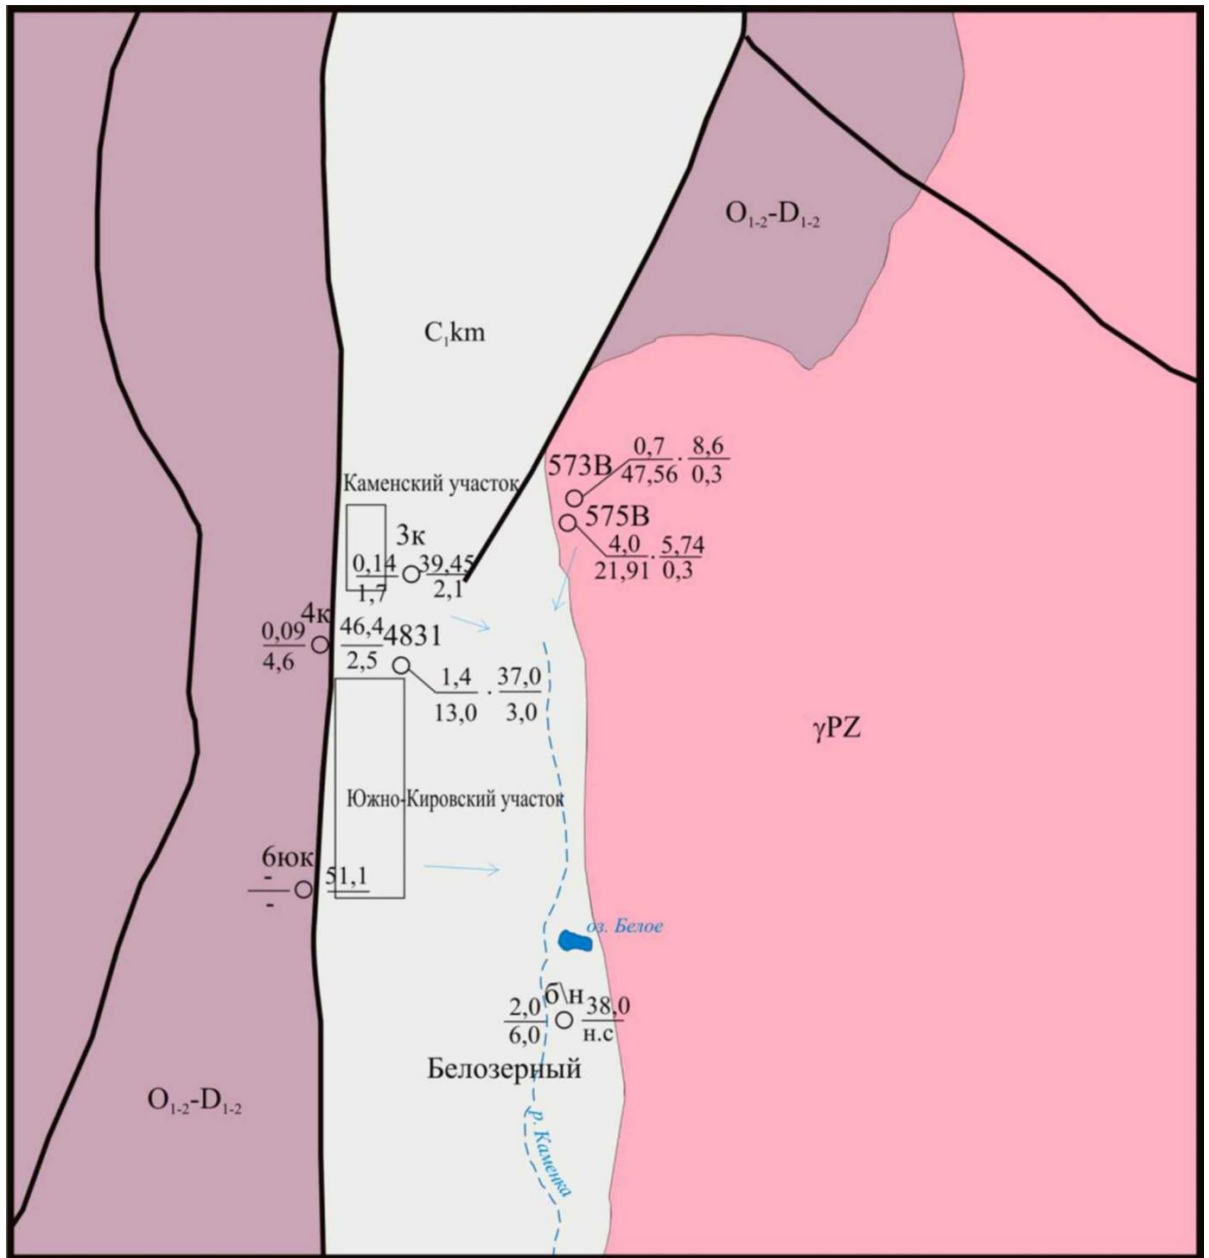 O₁₋₂-D₁₋₂
C₁km
573В
0,7 · 8,6
47,56 0,3
Каменский участок
575В
4,0 · 5,74
21,91 0,3
3к
0,14 39,45
1,7 2,1
4к
0,09 46,4
4,6 2,5
4831
1,4 · 37,0
13,0 3,0
γPZ
Южно-Кировский участок
6юк
- 51,1
-
оз. Белое
б\н
2,0 38,0
6,0 н.с
Белозерный
O₁₋₂-D₁₋₂
р. Каменка